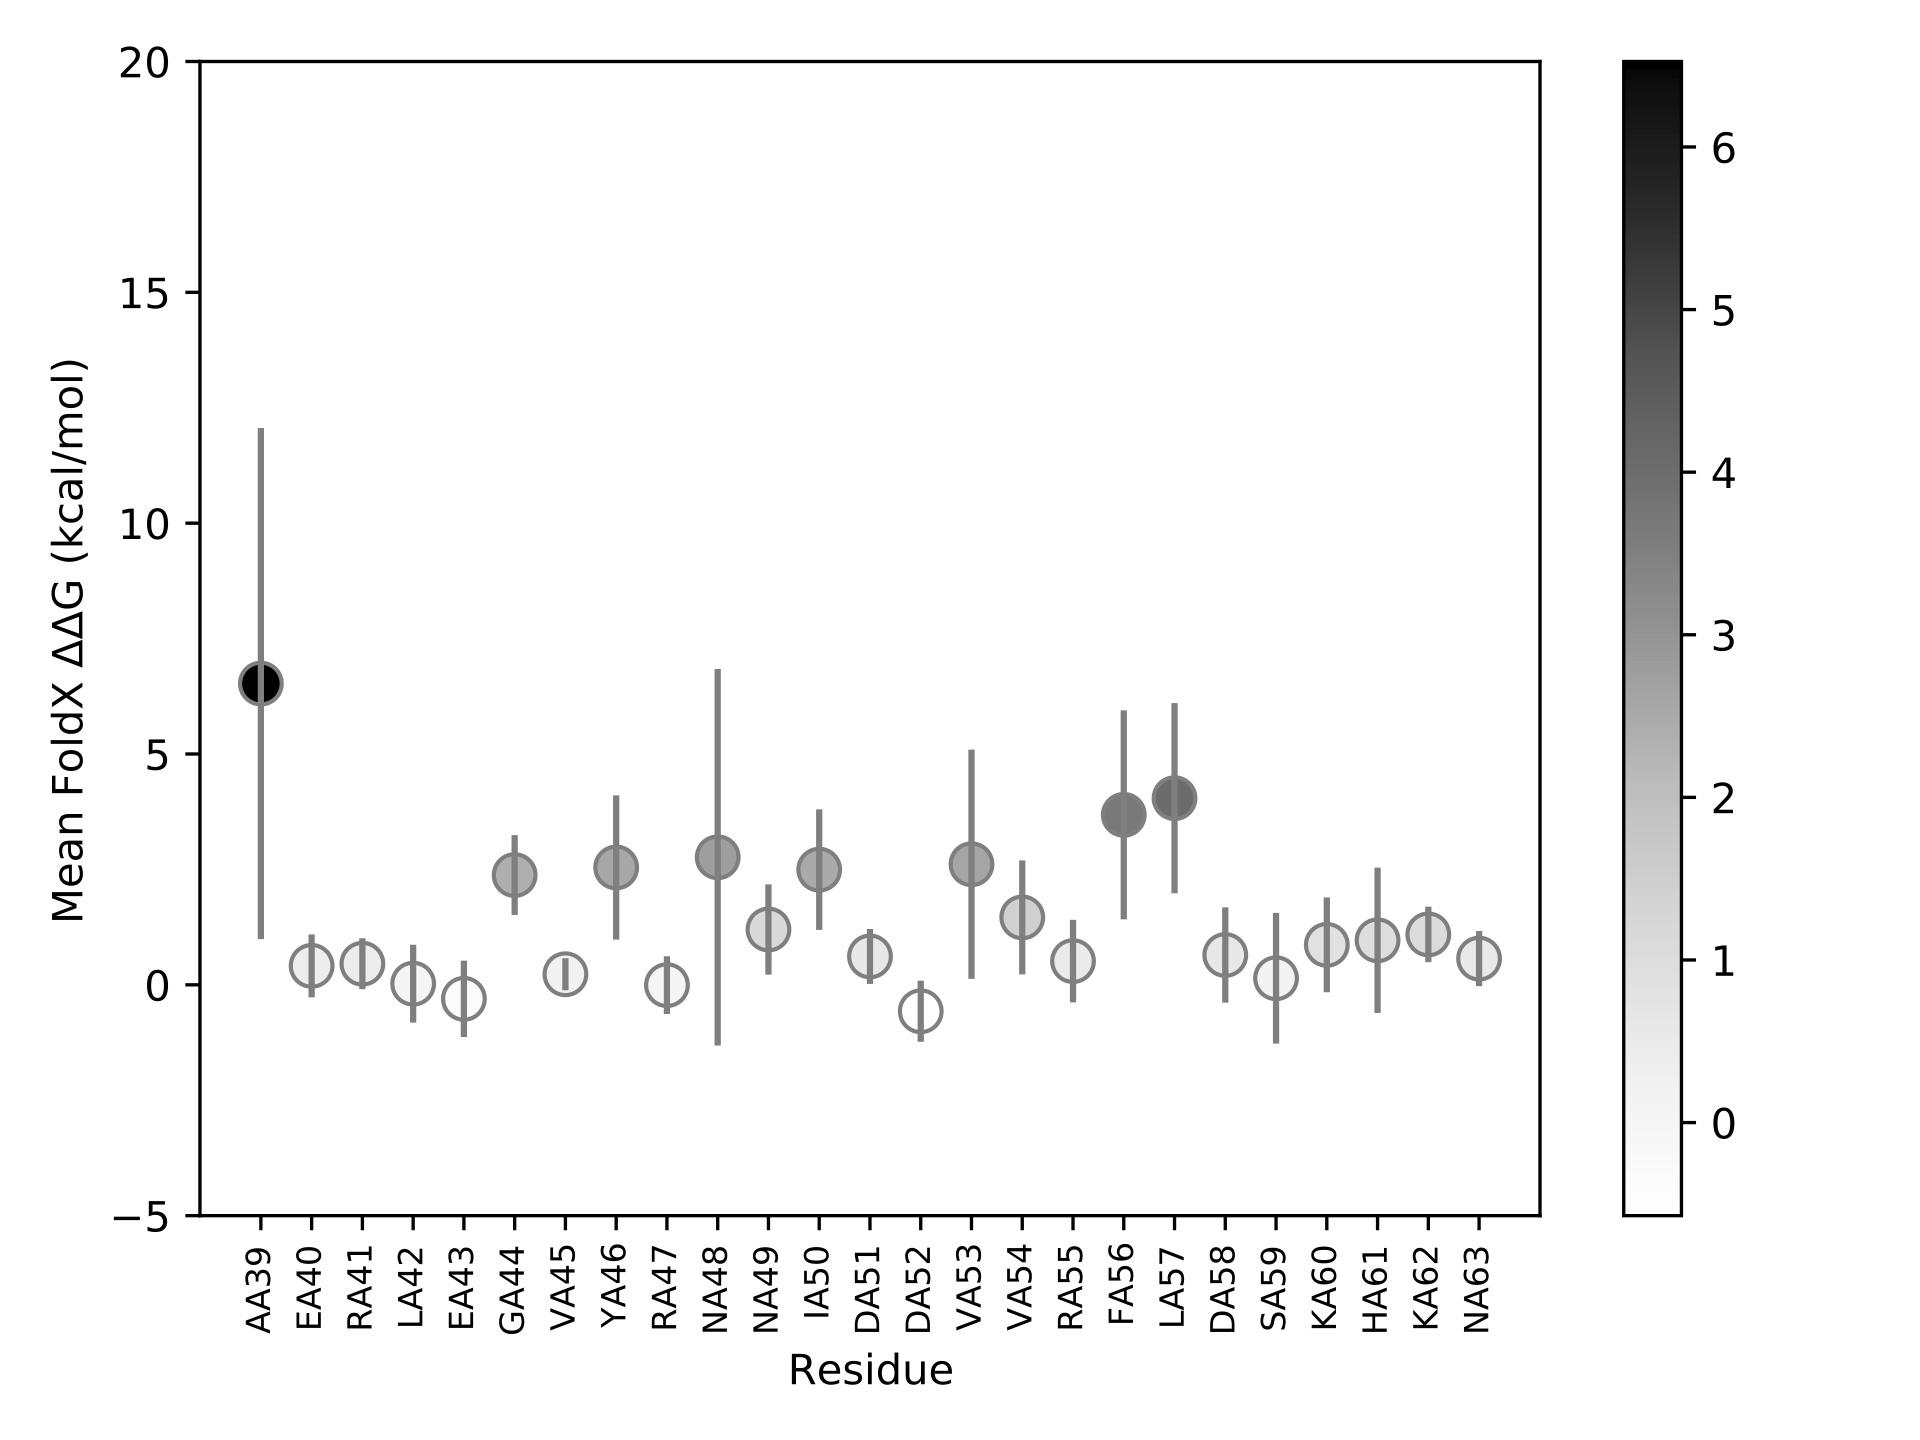 20
15
10
5
0
−5
Mean FoldX ΔΔG (kcal/mol)
AA39
EA40
RA41
LA42
EA43
GA44
VA45
YA46
RA47
NA48
NA49
IA50
DA51
DA52
VA53
VA54
RA55
FA56
LA57
DA58
SA59
KA60
HA61
KA62
NA63
Residue
6
5
4
3
2
1
0